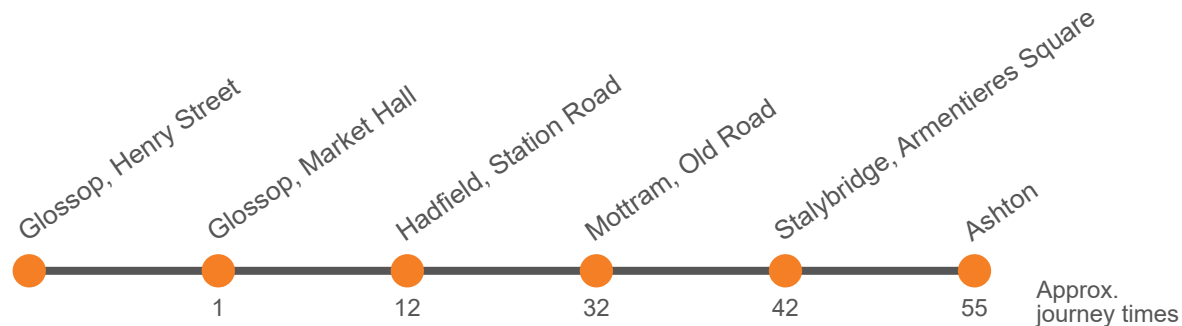 Glossop, Henry Street
Glossop, Market Hall
Hadfield, Station Road
Mottram, Old Road
Stalybridge, Armentieres Square
Ashton
1
12
32
42
55
Approx.
journey times